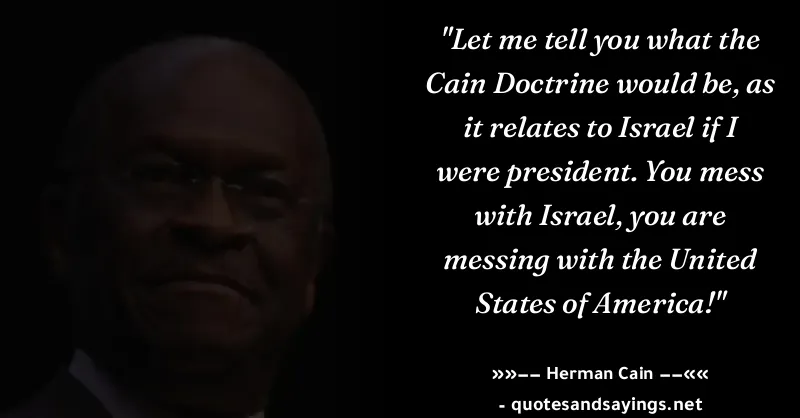 "Let me tell you what the
Cain Doctrine would be, as
it relates to Israel if I
were president. You mess
with Israel, you are
messing with the United
States of America!"
»»–– Herman Cain ––««
- quotesandsayings.net